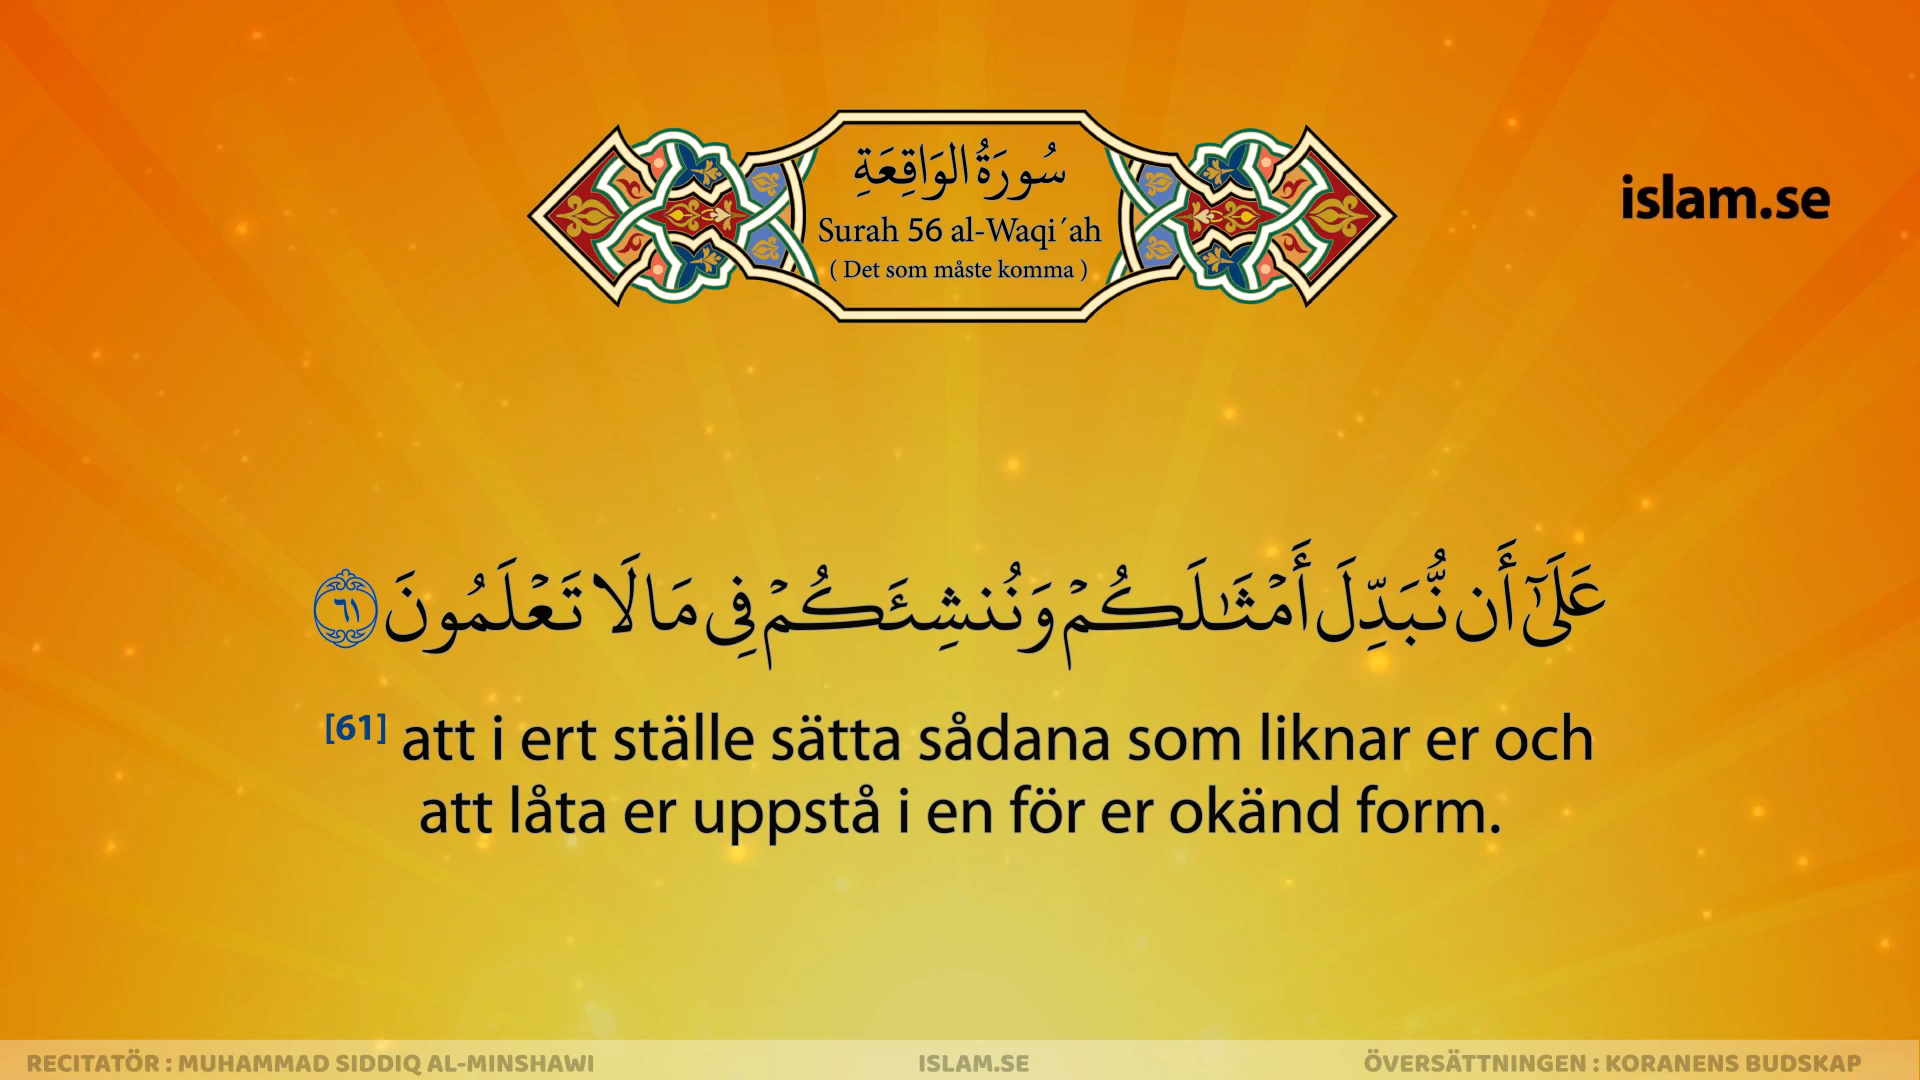 سُورَةُ الوَاقِعَةِ
Surah 56 al-Waqi´ah
( Det som måste komma )
islam.se
عَلَىٰٓ أَن نُّبَدِّلَ أَمْثَـٰلَكُمْ وَنُنشِئَكُمْ فِى مَا لَا تَعْلَمُونَ ٦١
[61] att i ert ställe sätta sådana som liknar er och
att låta er uppstå i en för er okänd form.
RECITATÖR : MUHAMMAD SIDDIQ AL-MINSHAWI
ISLAM.SE
ÖVERSÄTTNINGEN : KORANENS BUDSKAP